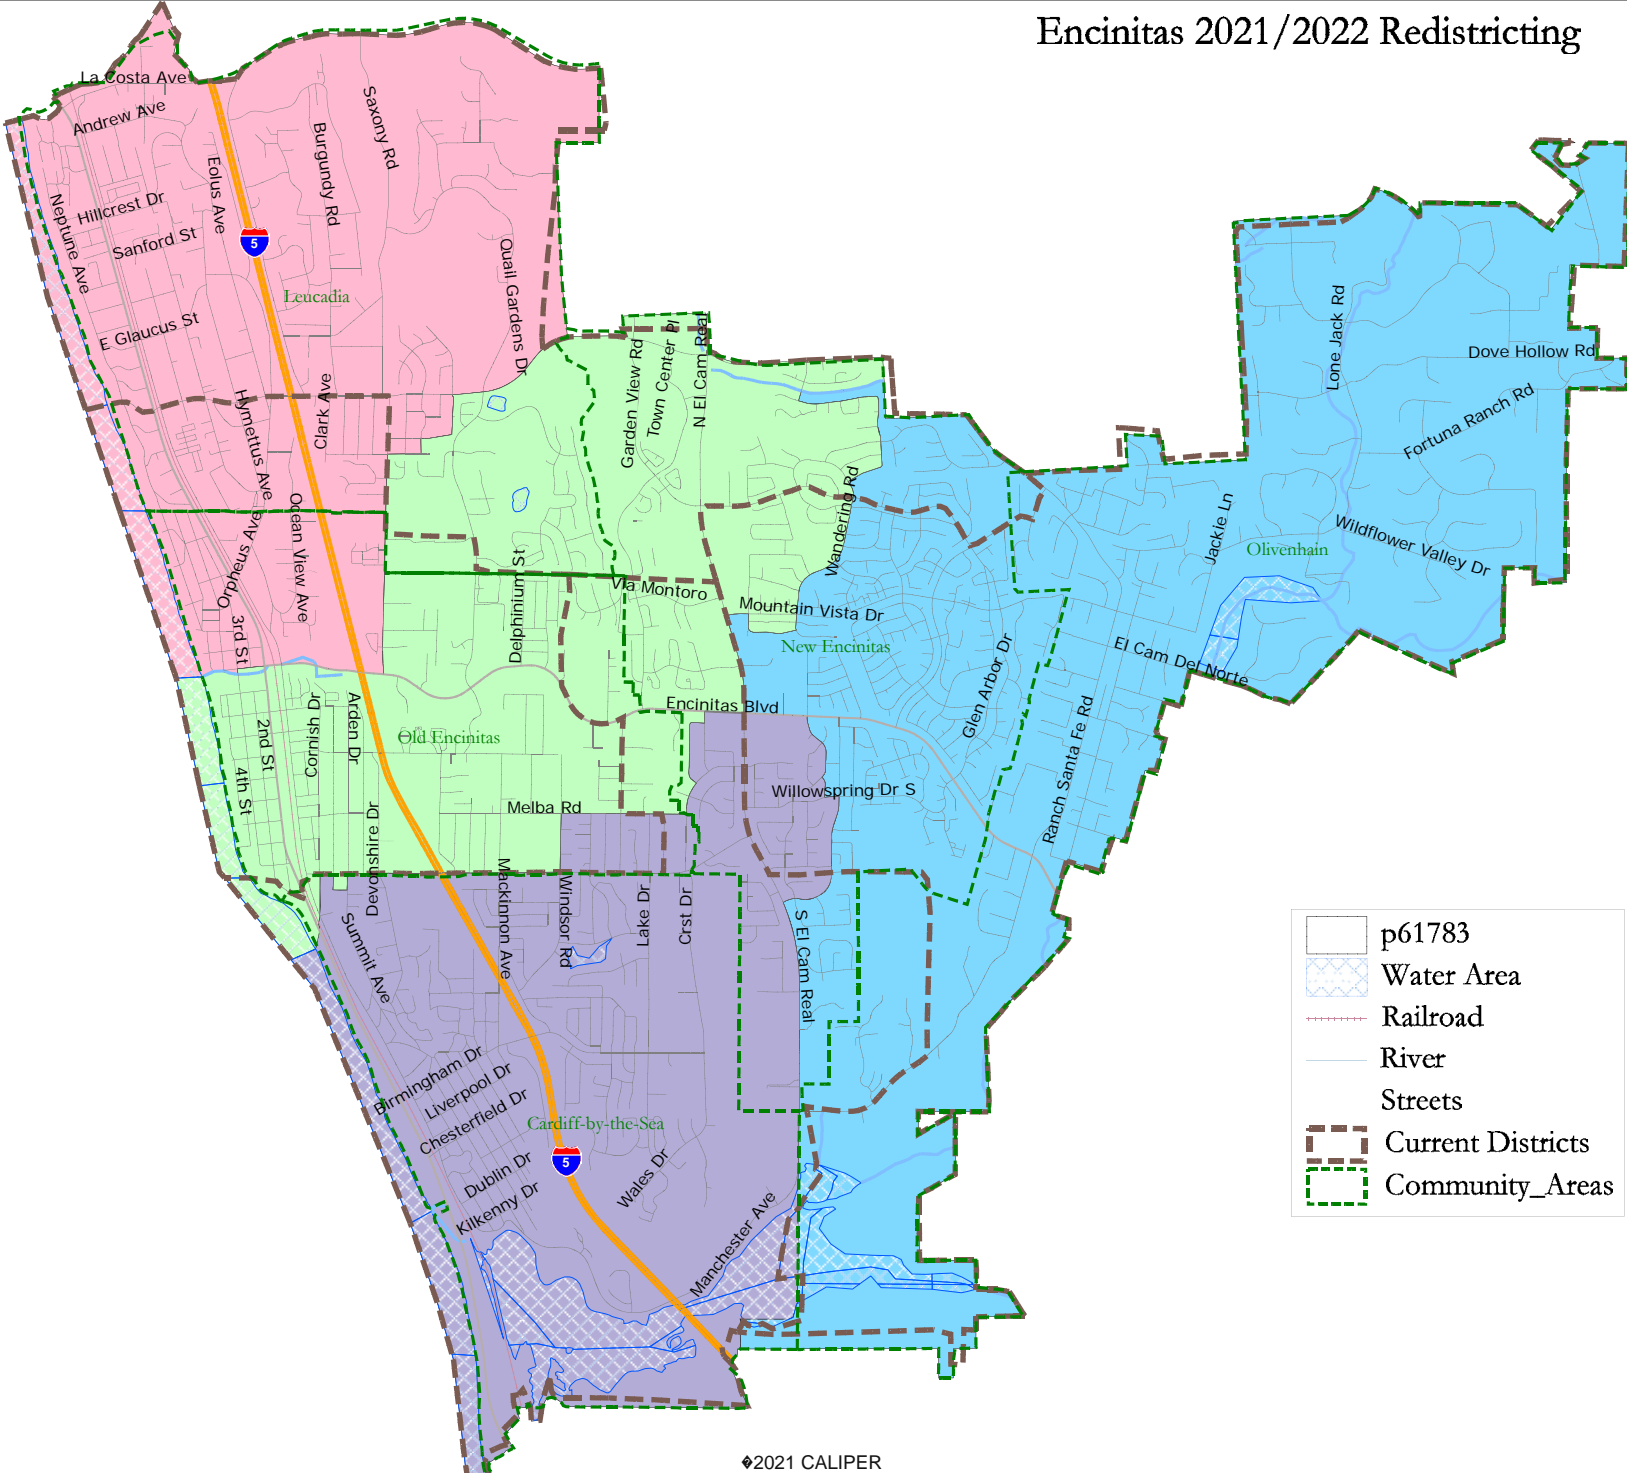 Encinitas 2021/2022 Redistricting
La Costa Ave
Andrew Ave
Saxony Rd
Burgundy Rd
Eolus Ave
Neptune Ave
Hillcrest Dr
Sanford St
5
Quail Gardens Dr
Leucadia
E Glaucus St
Garden View Rd
Town Center Pl
N El Cam Real
Lone Jack Rd
Dove Hollow Rd
Fortuna Ranch Rd
Hymettus Ave
Clark Ave
Wandering Rd
Ocean View Ave
Orpheus Ave
Jackie Ln
Wildflower Valley Dr
Olivenhain
Delphinium St
Via Montoro
Mountain Vista Dr
3rd St
New Encinitas
Glen Arbor Dr
El Cam Del Norte
Encinitas Blvd
2nd St
Cornish Dr
Arden Dr
Old Encinitas
Ranch Santa Fe Rd
4th St
Melba Rd
Willowspring Dr S
Devonshire Dr
Mackinnon Ave
Windsor Rd
Lake Dr
Crst Dr
Summit Ave
S El Cam Real
p61783
Water Area
Railroad
River
Streets
Current Districts
Community_Areas
Birmingham Dr
Liverpool Dr
Chesterfield Dr
Cardiff-by-the-Sea
5
Dublin Dr
Kilkenny Dr
Wales Dr
Manchester Ave
�2021 CALIPER